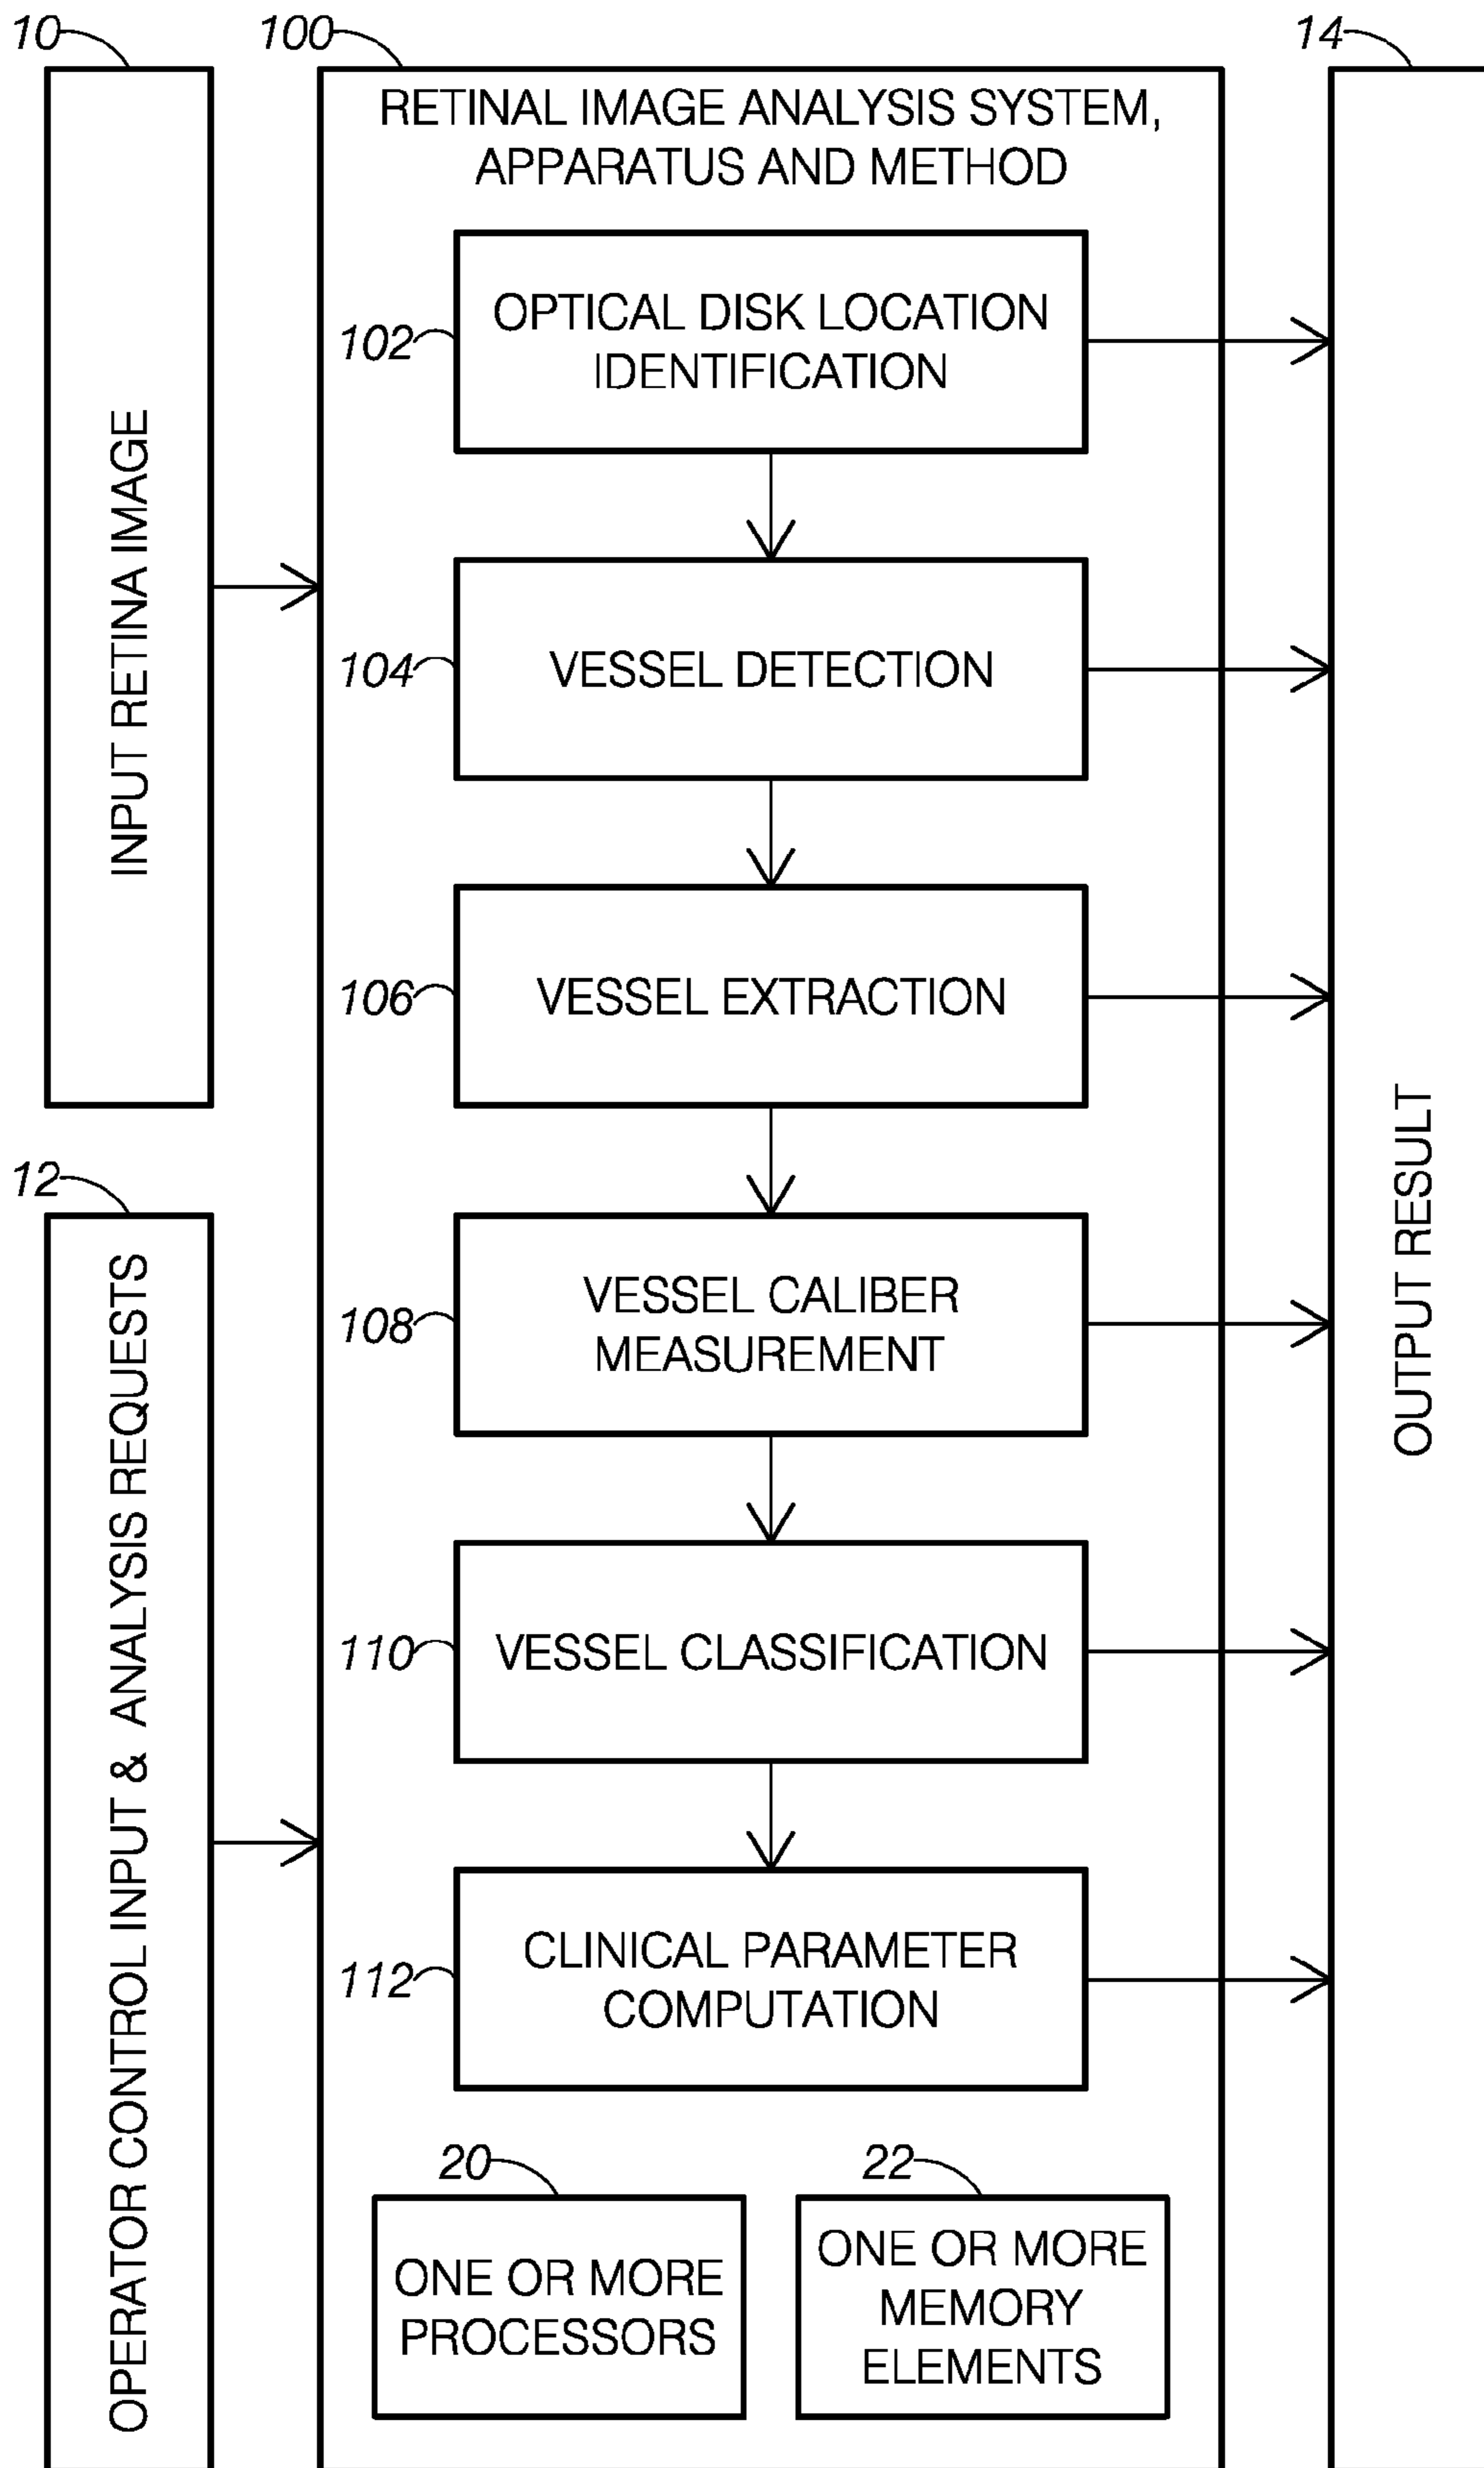 10
100
14
INPUT RETINA IMAGE
RETINAL IMAGE ANALYSIS SYSTEM,
APPARATUS AND METHOD
102
OPTICAL DISK LOCATION
IDENTIFICATION
104
VESSEL DETECTION
106
VESSEL EXTRACTION
12
OPERATOR CONTROL INPUT & ANALYSIS REQUESTS
108
VESSEL CALIBER
MEASUREMENT
110
VESSEL CLASSIFICATION
112
CLINICAL PARAMETER
COMPUTATION
20
ONE OR MORE
PROCESSORS
22
ONE OR MORE
MEMORY
ELEMENTS
OUTPUT RESULT